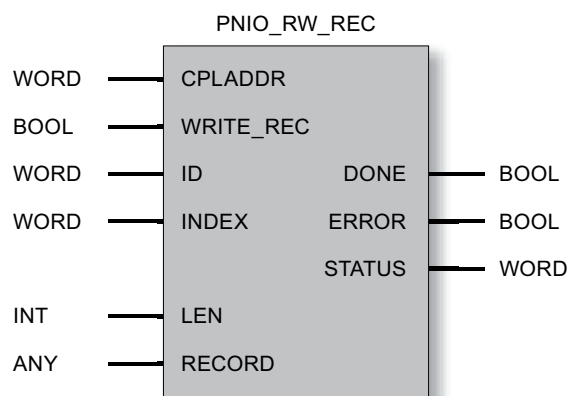 PNIO_RW_REC
WORD CPLADDR
BOOL WRITE_REC
WORD ID DONE BOOL
WORD INDEX ERROR BOOL
STATUS WORD
INT LEN
ANY RECORD